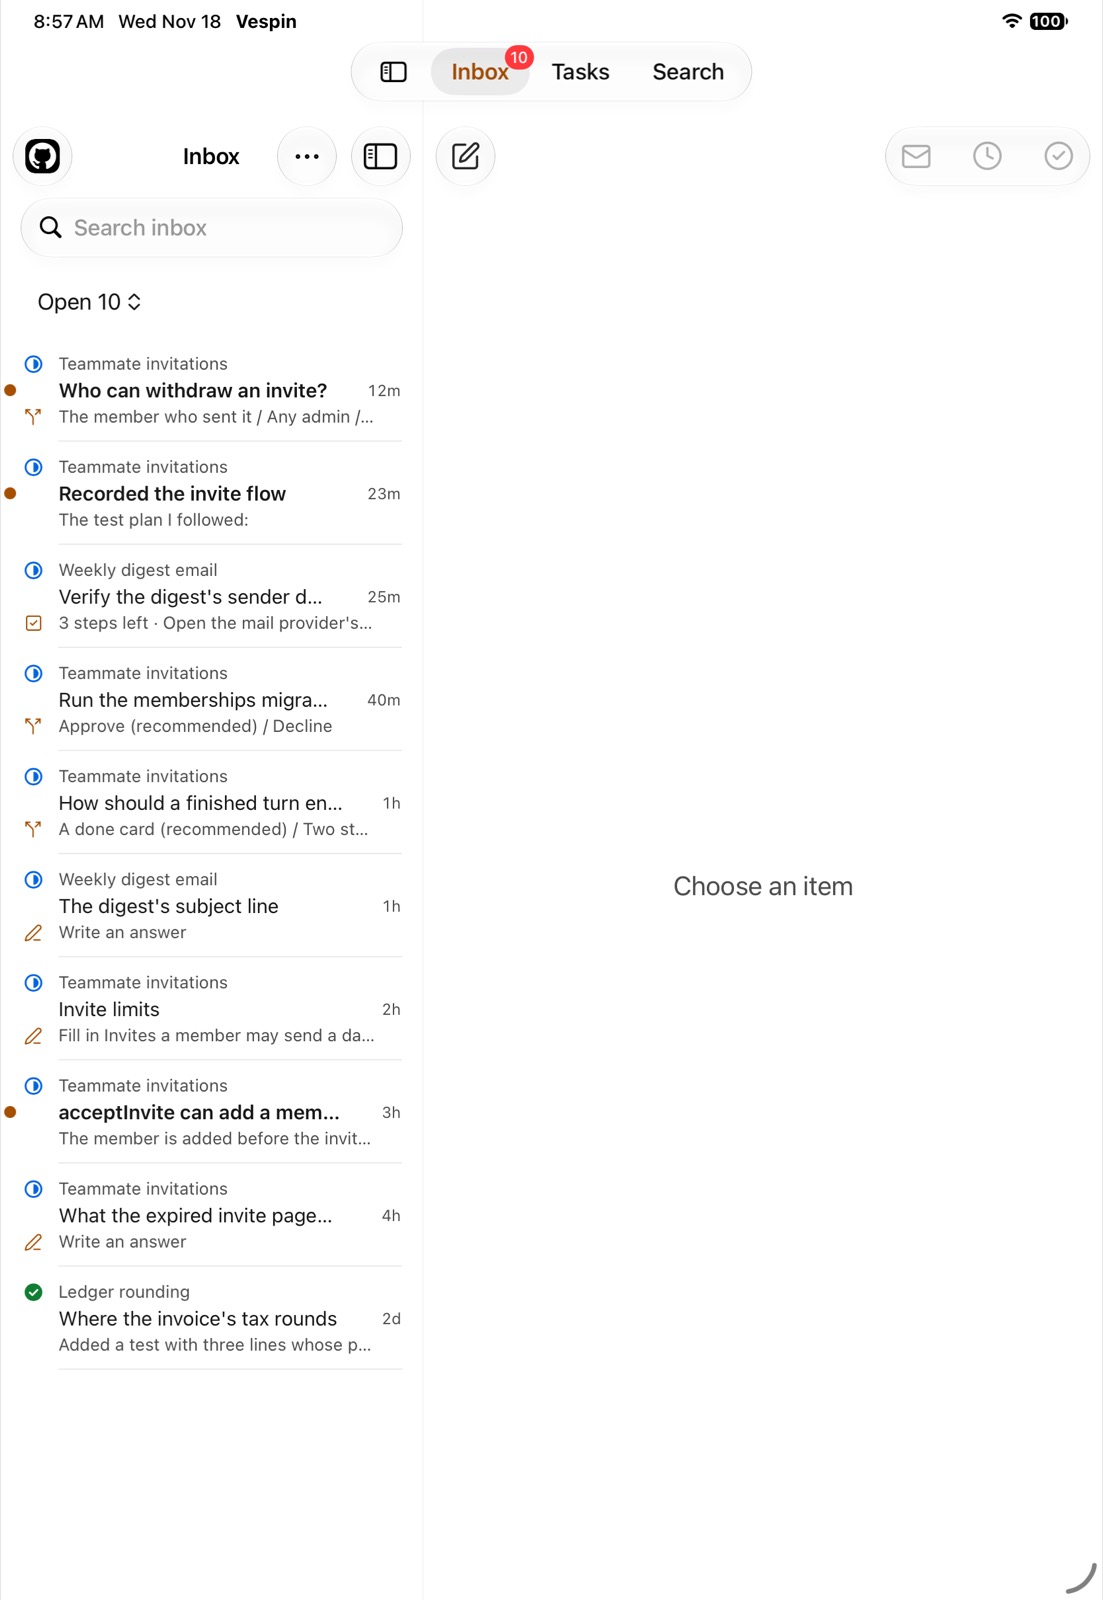 8:57 AM Wed Nov 18 Vespin
100
Inbox 10 Tasks Search
Inbox
Search inbox
Open 10
Teammate invitations
Who can withdraw an invite? 12m
The member who sent it / Any admin /...
Teammate invitations
Recorded the invite flow 23m
The test plan I followed:
Weekly digest email
Verify the digest's sender d... 25m
3 steps left · Open the mail provider's...
Teammate invitations
Run the memberships migra... 40m
Approve (recommended) / Decline
Teammate invitations
How should a finished turn en... 1h
A done card (recommended) / Two st...
Weekly digest email
The digest's subject line 1h
Write an answer
Teammate invitations
Invite limits 2h
Fill in Invites a member may send a da...
Teammate invitations
acceptInvite can add a mem... 3h
The member is added before the invit...
Teammate invitations
What the expired invite page... 4h
Write an answer
Ledger rounding
Where the invoice's tax rounds 2d
Added a test with three lines whose p...
Choose an item